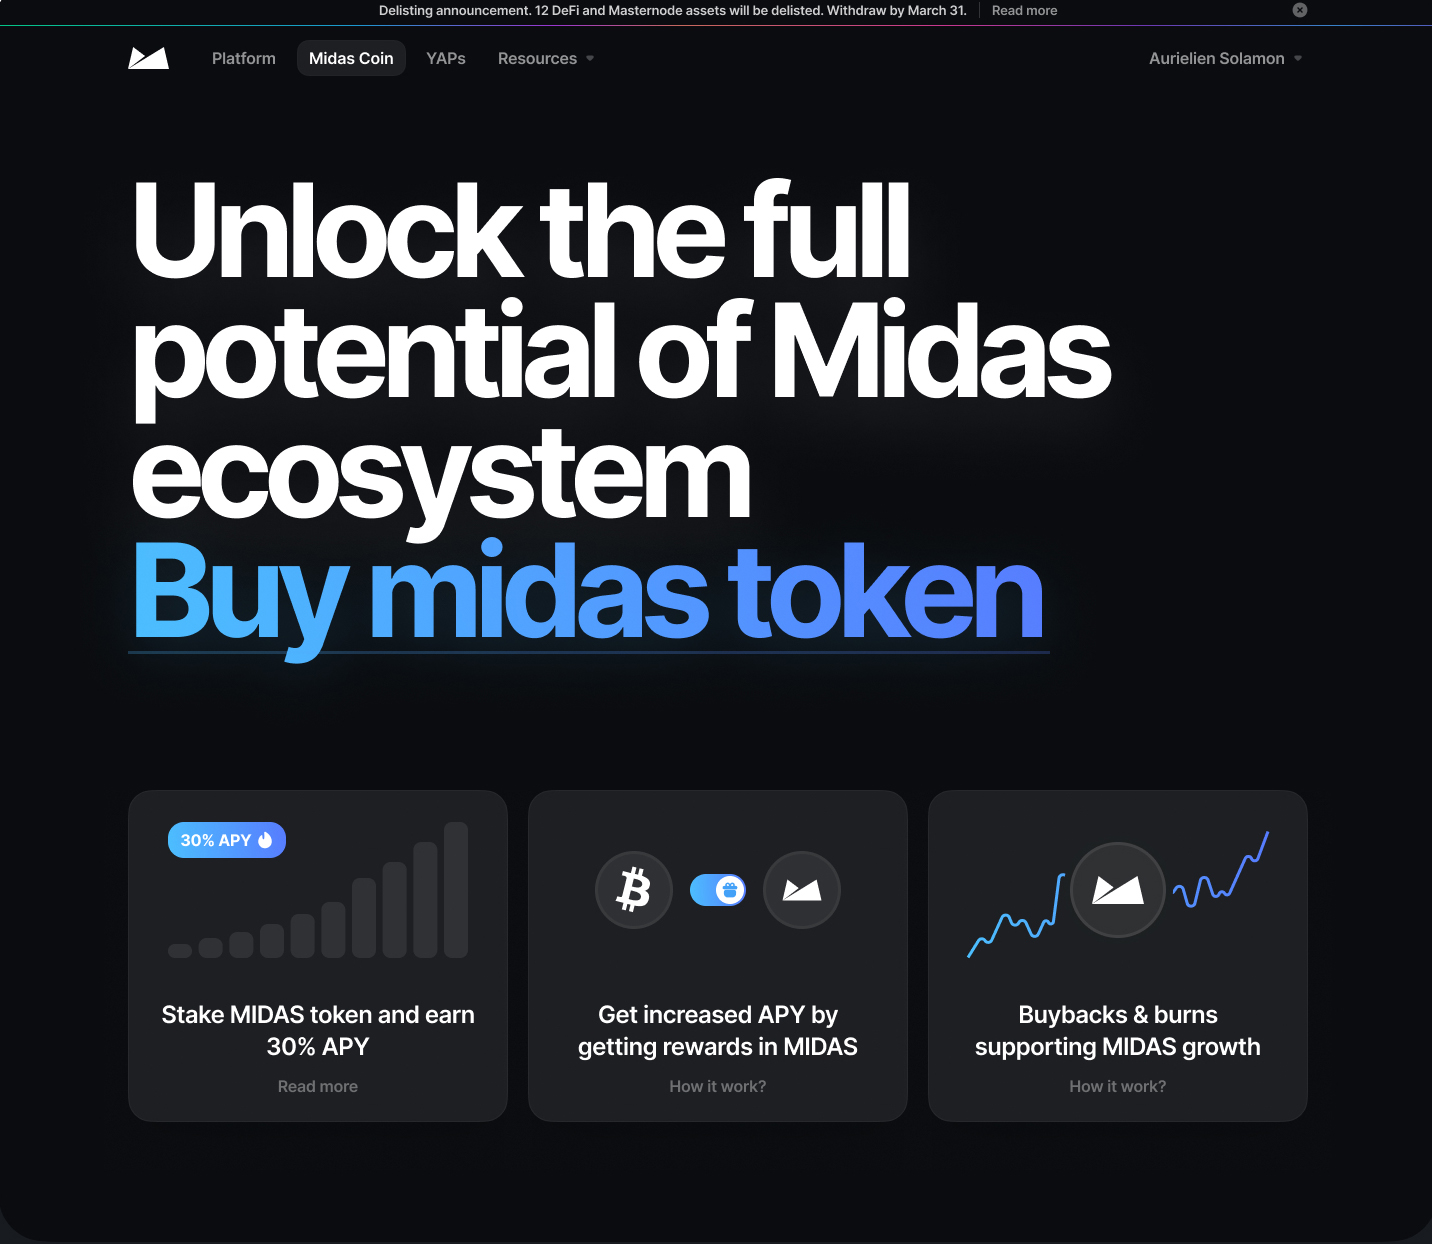 Delisting announcement. 12 DeFi and Masternode assets will be delisted. Withdraw by March 31. Read more
Platform Midas Coin YAPs Resources Aurielien Solamon
Unlock the full
potential of Midas
ecosystem
Buy midas token
30% APY
Stake MIDAS token and earn
30% APY
Read more
Get increased APY by
getting rewards in MIDAS
How it work?
Buybacks & burns
supporting MIDAS growth
How it work?